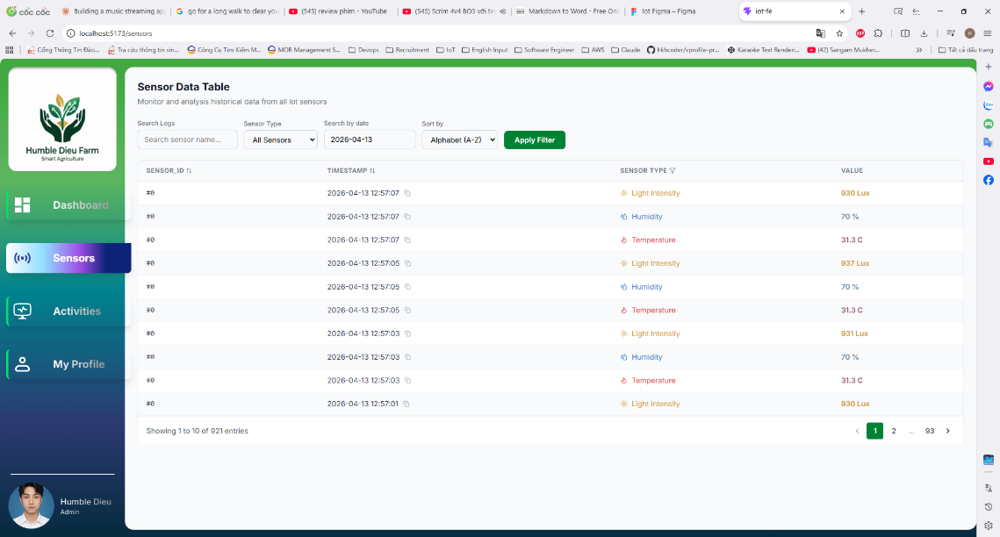 cốc cốc
Building a music streaming ap
go for a long walk to clear you
(545) review phim - YouTube
(545) Scrim 4v4 BO3 với te
Markdown to Word - Free Onl
Iot Figma – Figma
iot-fe
localhost:5173/sensors
Cổng Thông Tin Đào...
Tra cứu thông tin sin...
Công Cụ Tìm Kiếm M...
MOR Management S...
Devops
Recruitment
IoT
English Input
Software Engineer
AWS
Claude
hkhcoder/vprofile-pr...
Karaoke Text Renderi...
(42) Sangam Mukher...
Tất cả dấu trang
Humble Dieu Farm
Smart Agriculture
Dashboard
Sensors
Activities
My Profile
Humble Dieu
Admin
Sensor Data Table
Monitor and analysis historical data from all Iot sensors
Search Logs Sensor Type Search by date Sort by
Search sensor name... All Sensors 2026-04-13 Alphabet (A-Z) Apply Filter
SENSOR_ID TIMESTAMP SENSOR TYPE VALUE
#0 2026-04-13 12:57:07 Light Intensity 930 Lux
#0 2026-04-13 12:57:07 Humidity 70 %
#0 2026-04-13 12:57:07 Temperature 31.3 C
#0 2026-04-13 12:57:05 Light Intensity 937 Lux
#0 2026-04-13 12:57:05 Humidity 70 %
#0 2026-04-13 12:57:05 Temperature 31.3 C
#0 2026-04-13 12:57:03 Light Intensity 931 Lux
#0 2026-04-13 12:57:03 Humidity 70 %
#0 2026-04-13 12:57:03 Temperature 31.3 C
#0 2026-04-13 12:57:01 Light Intensity 930 Lux
Showing 1 to 10 of 921 entries
1 2 ... 93